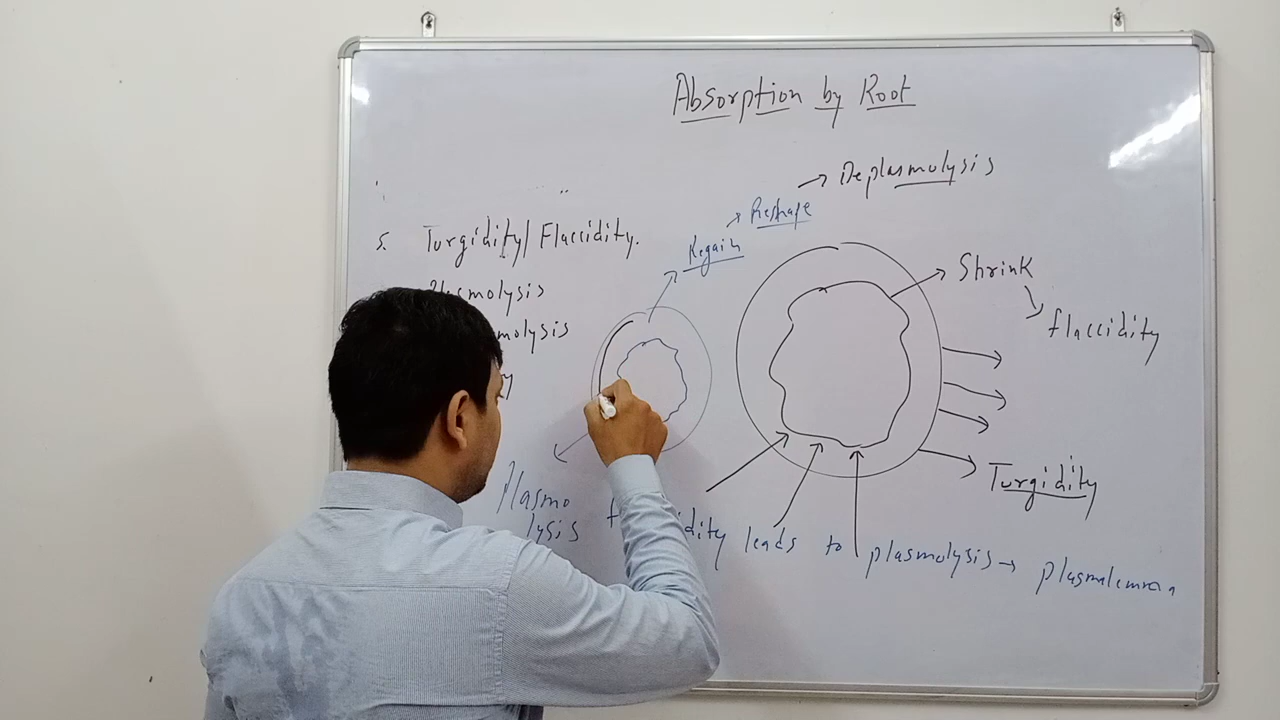 Absorption by Root
→ Deplasmolysis
→ Reshape
Regain
5. Turgidity/ Flaccidity.
Shrink
flaccidity
Turgidity
Plasmo
lysis
leads to plasmolysis → plasmalemma